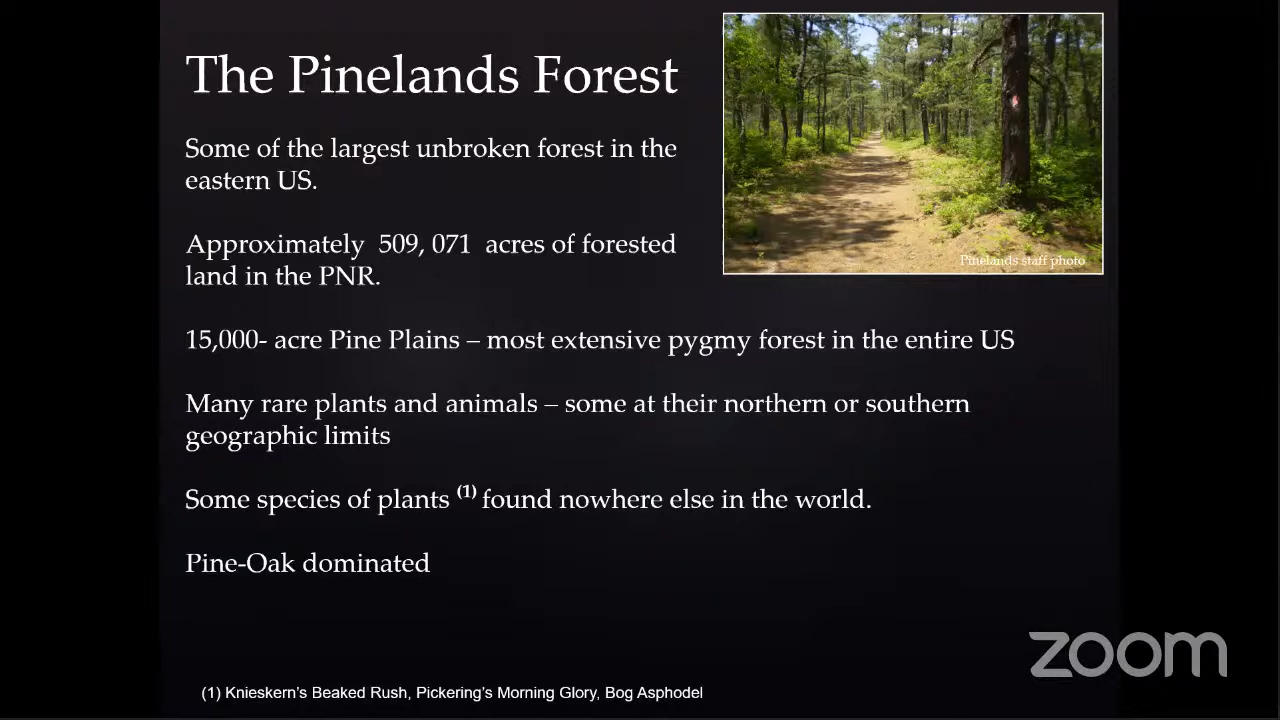 The Pinelands Forest
Some of the largest unbroken forest in the
eastern US.
Approximately 509, 071 acres of forested
land in the PNR.
Pinelands staff photo
15,000- acre Pine Plains – most extensive pygmy forest in the entire US
Many rare plants and animals – some at their northern or southern
geographic limits
Some species of plants (1) found nowhere else in the world.
Pine-Oak dominated
zoom
(1) Knieskern’s Beaked Rush, Pickering’s Morning Glory, Bog Asphodel